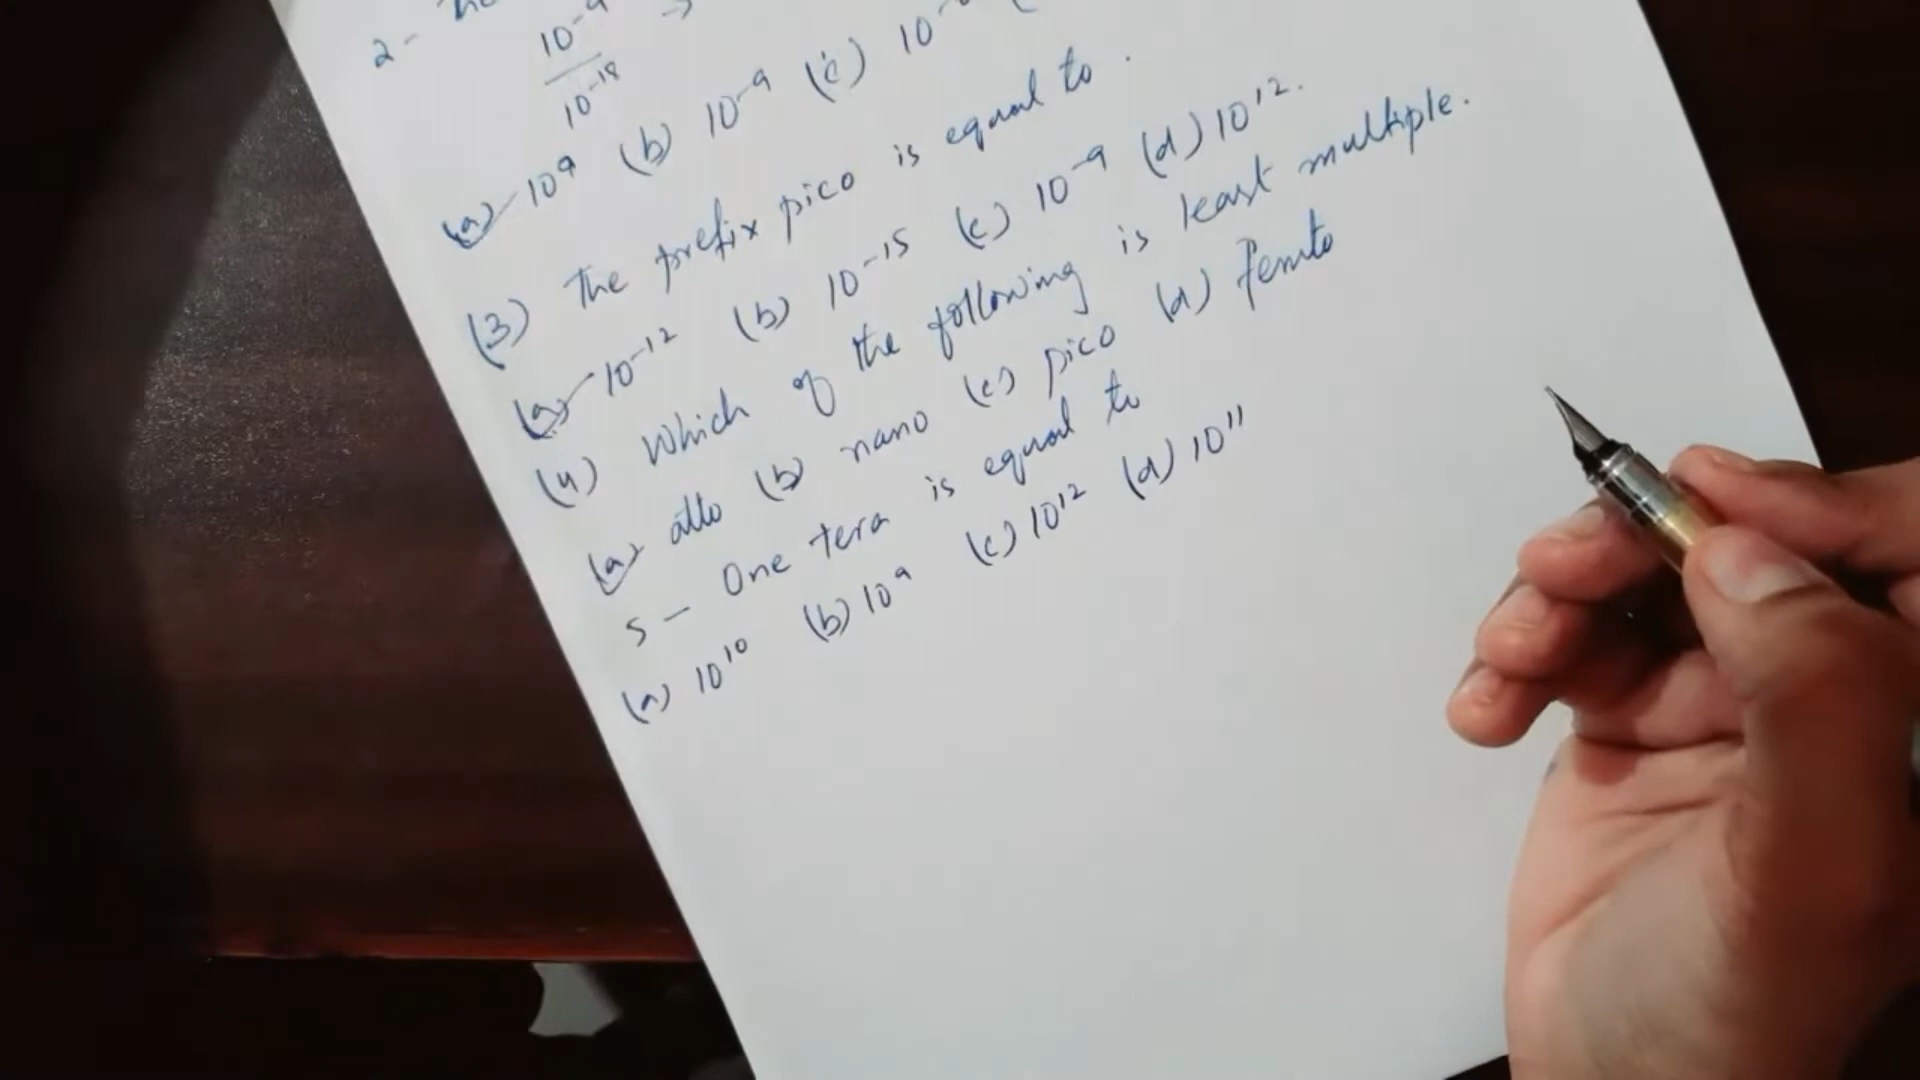 2-
10⁻⁹
10⁻¹⁸
(a) 10⁹ (b) 10⁻⁹ (c) 10
(3) The prefix pico is equal to.
(a) 10⁻¹² (b) 10⁻¹⁵ (c) 10⁻⁹ (d) 10¹².
(4) Which of the following is least multiple.
(a) atto (b) nano (c) pico (d) femto
5- One tera is equal to
(a) 10¹⁰ (b) 10⁹ (c) 10¹² (d) 10¹¹